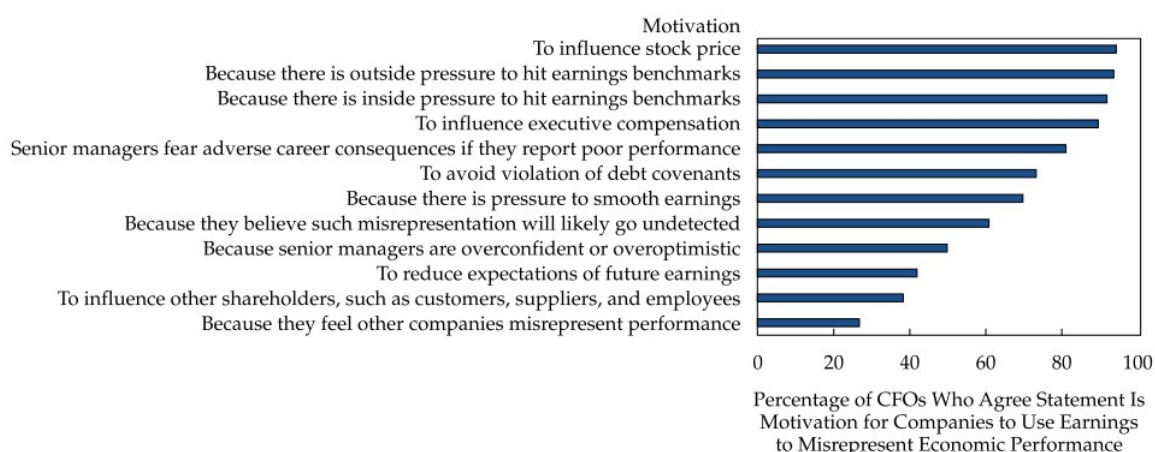 Motivation
To influence stock price
Because there is outside pressure to hit earnings benchmarks
Because there is inside pressure to hit earnings benchmarks
To influence executive compensation
Senior managers fear adverse career consequences if they report poor performance
To avoid violation of debt covenants
Because there is pressure to smooth earnings
Because they believe such misrepresentation will likely go undetected
Because senior managers are overconfident or overoptimistic
To reduce expectations of future earnings
To influence other shareholders, such as customers, suppliers, and employees
Because they feel other companies misrepresent performance
0 20 40 60 80 100
Percentage of CFOs Who Agree Statement Is
Motivation for Companies to Use Earnings
to Misrepresent Economic Performance